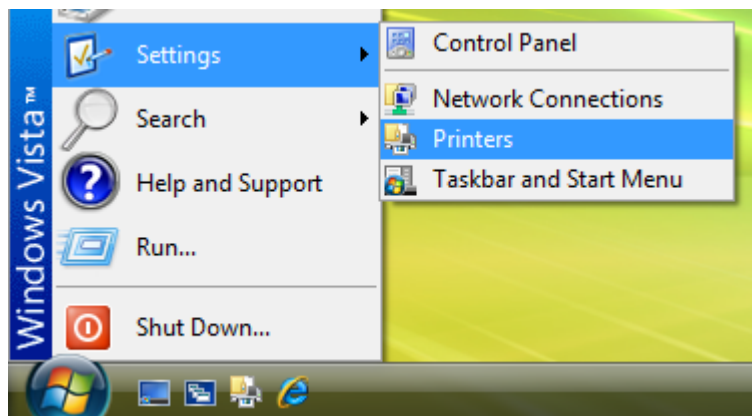 Settings
Search
Help and Support
Run...
Shut Down...
Windows Vista™
Control Panel
Network Connections
Printers
Taskbar and Start Menu